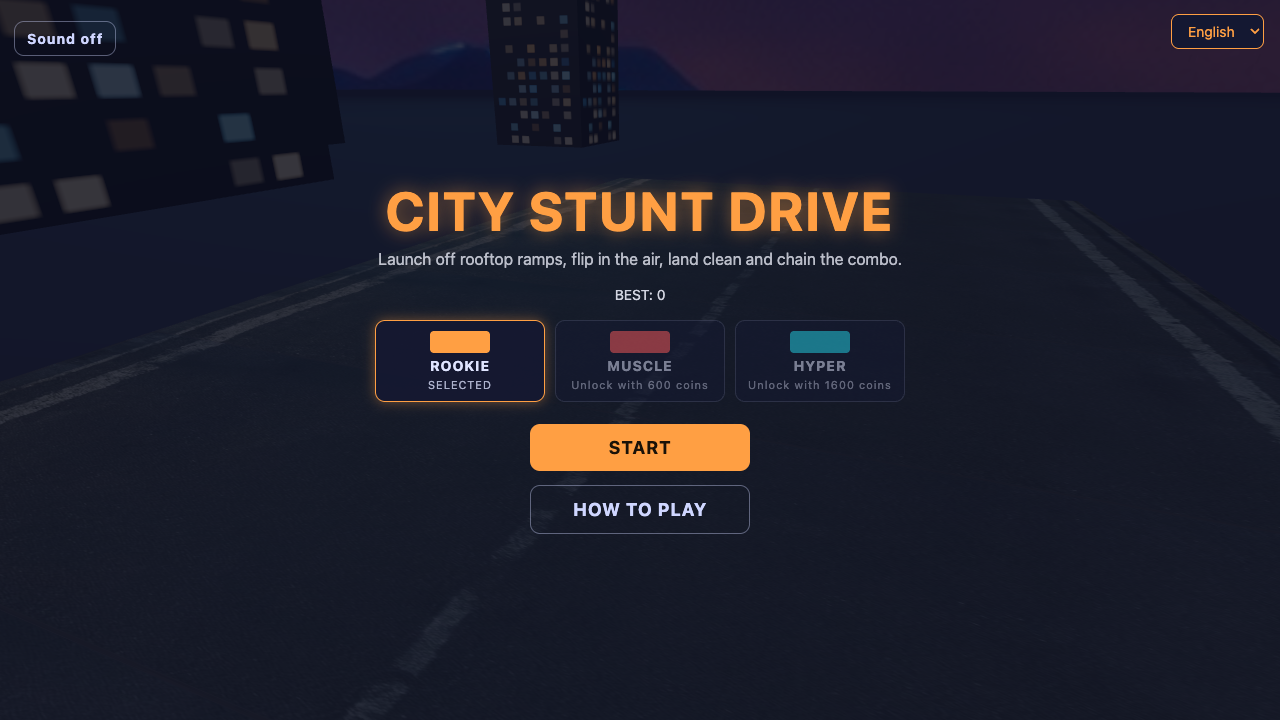 Sound off
English
CITY STUNT DRIVE
Launch off rooftop ramps, flip in the air, land clean and chain the combo.
BEST: 0
ROOKIE
SELECTED
MUSCLE
Unlock with 600 coins
HYPER
Unlock with 1600 coins
START
HOW TO PLAY